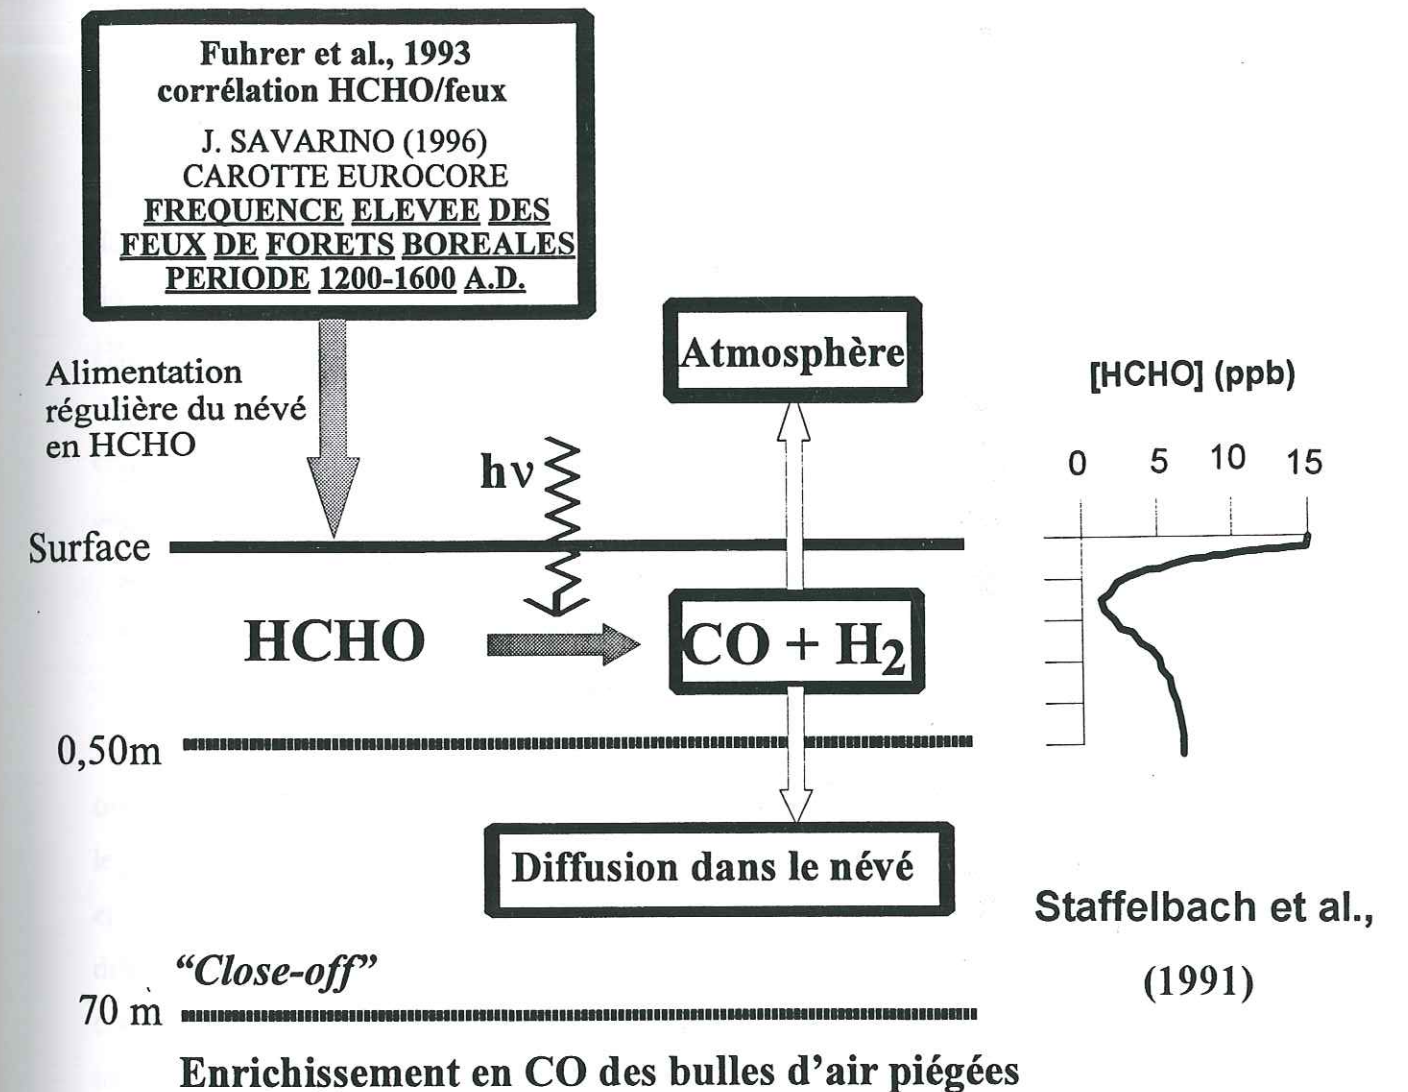 Fuhrer et al., 1993
corrélation HCHO/feux
J. SAVARINO (1996)
CAROTTE EUROCORE
FREQUENCE ELEVEE DES
FEUX DE FORETS BOREALES
PERIODE 1200-1600 A.D.
Alimentation
régulière du névé
en HCHO
Atmosphère
[HCHO] (ppb)
0 5 10 15
hν
Surface
HCHO
CO + H₂
0,50m
Diffusion dans le névé
Staffelbach et al.,
(1991)
“Close-off”
70 m
Enrichissement en CO des bulles d’air piégées